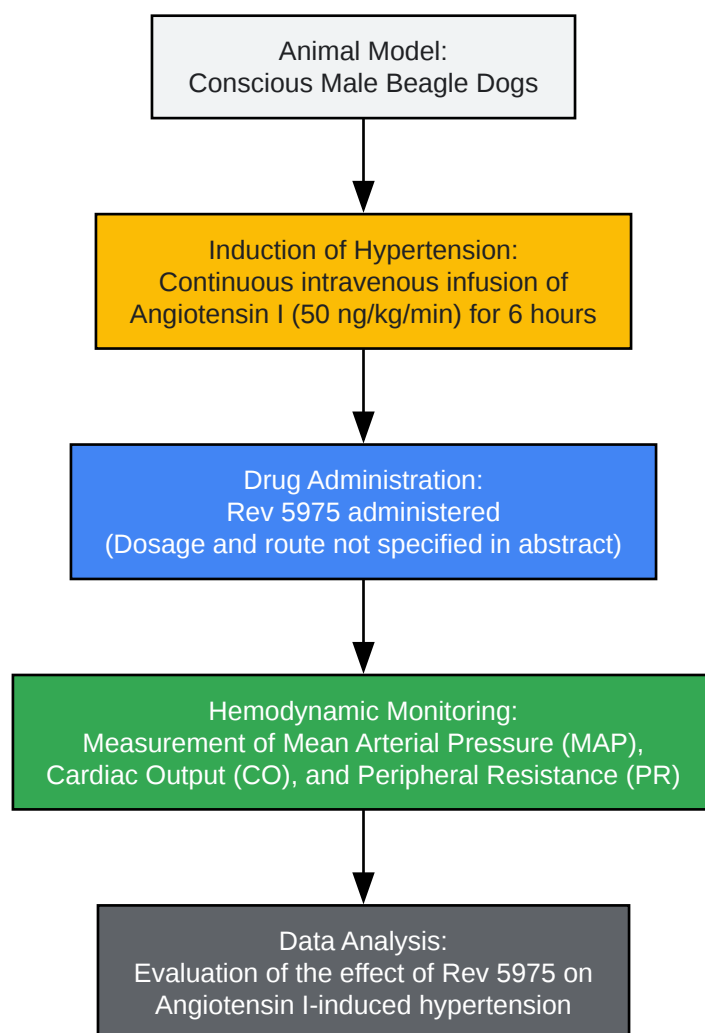 Animal Model:
Conscious Male Beagle Dogs
Induction of Hypertension:
Continuous intravenous infusion of
Angiotensin I (50 ng/kg/min) for 6 hours
Drug Administration:
Rev 5975 administered
(Dosage and route not specified in abstract)
Hemodynamic Monitoring:
Measurement of Mean Arterial Pressure (MAP),
Cardiac Output (CO), and Peripheral Resistance (PR)
Data Analysis:
Evaluation of the effect of Rev 5975 on
Angiotensin I-induced hypertension